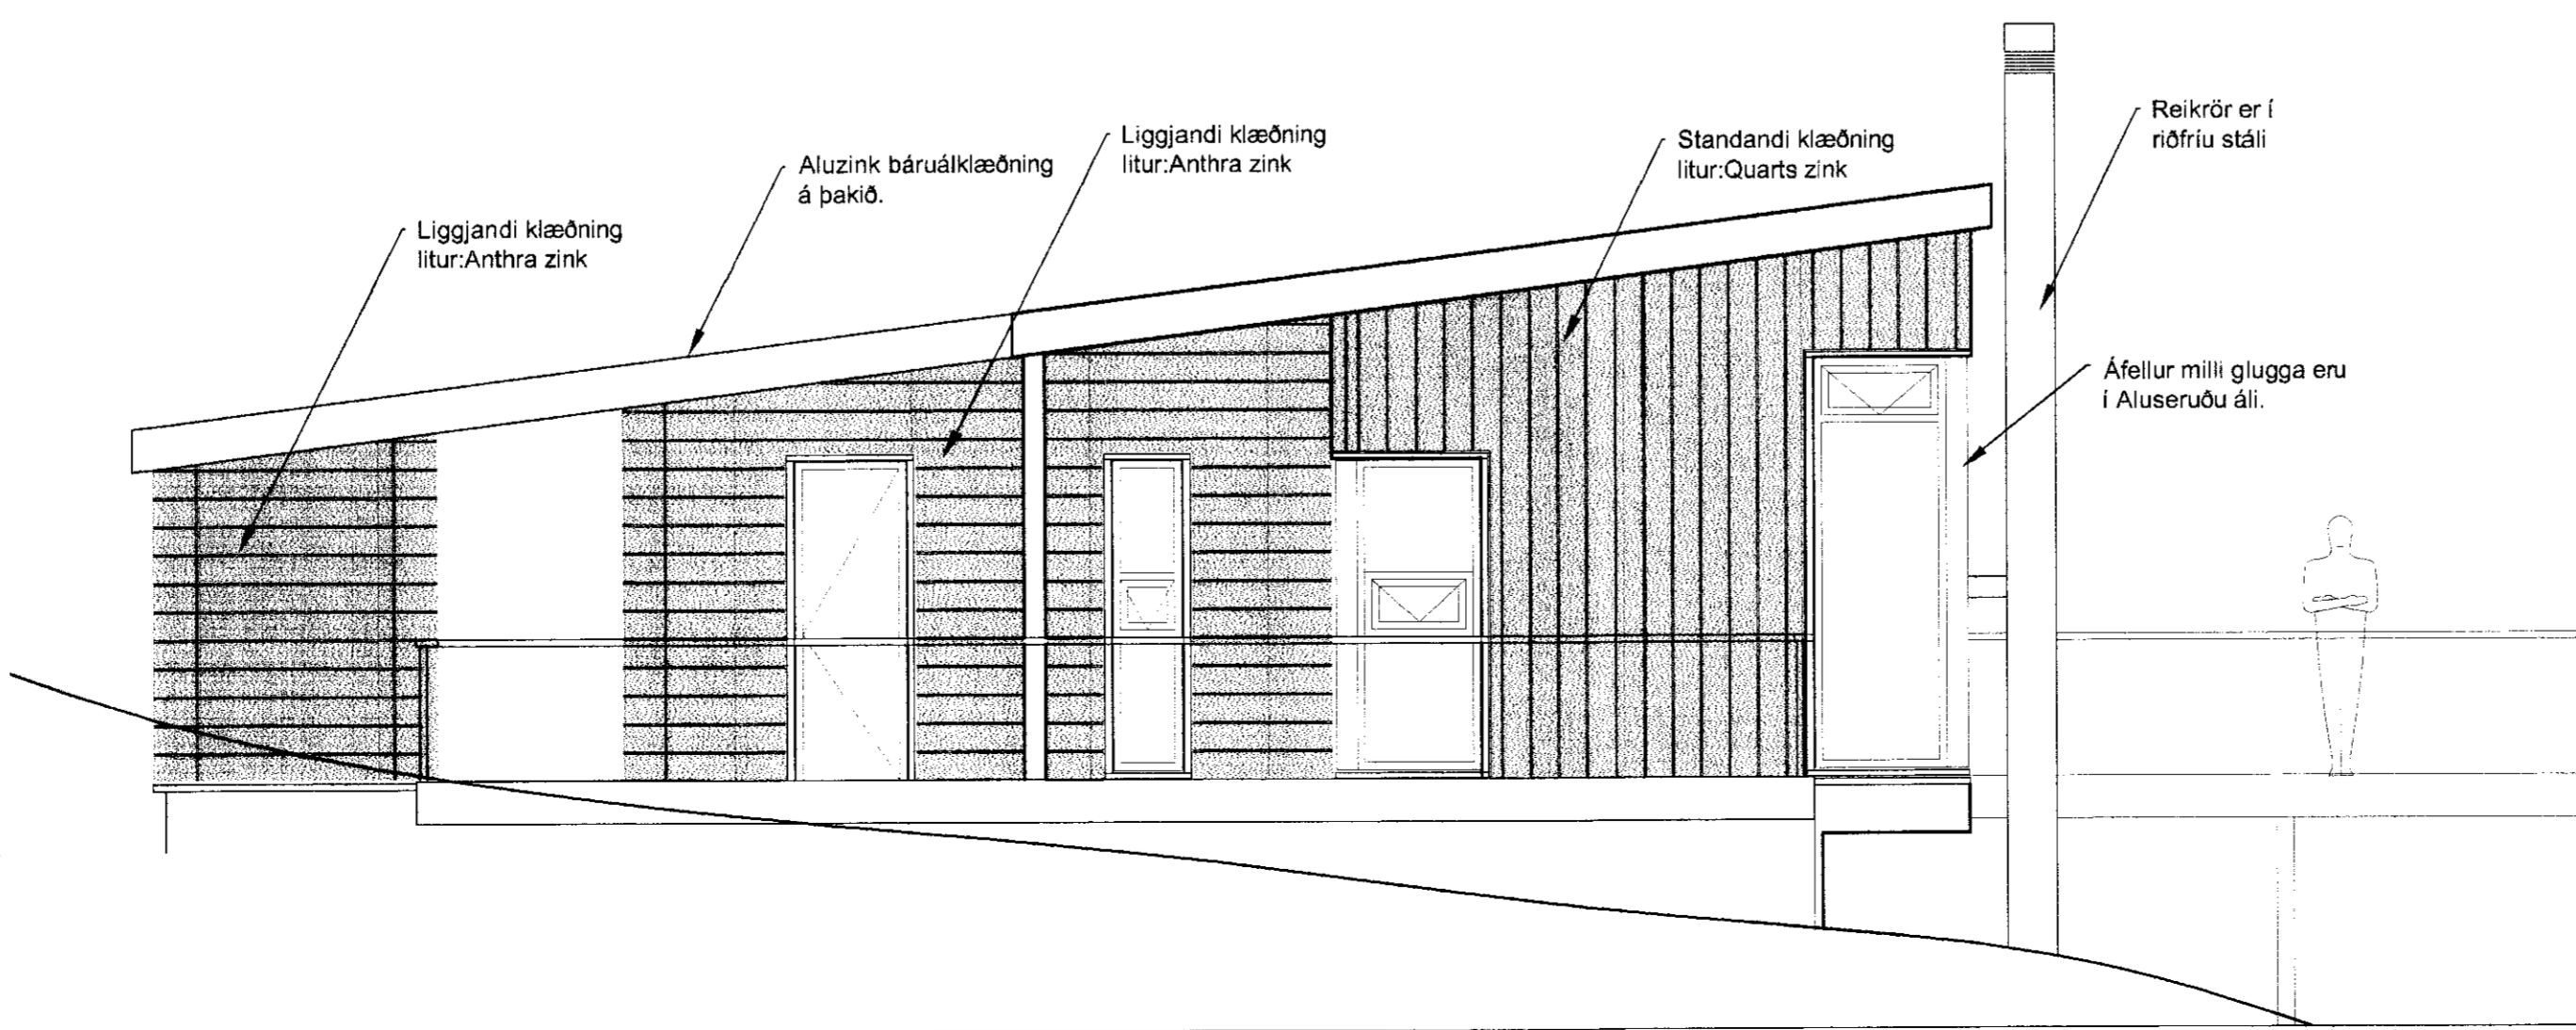 Liggjandi klæðning
litur:Anthra zink
Aluzink báruálklæðning
á þakið.
Liggjandi klæðning
litur:Anthra zink
Standandi klæðning
litur:Quarts zink
Reikrör er í
riðfríu stáli
Áfellur milli glugga eru
í Aluseruðu áli.